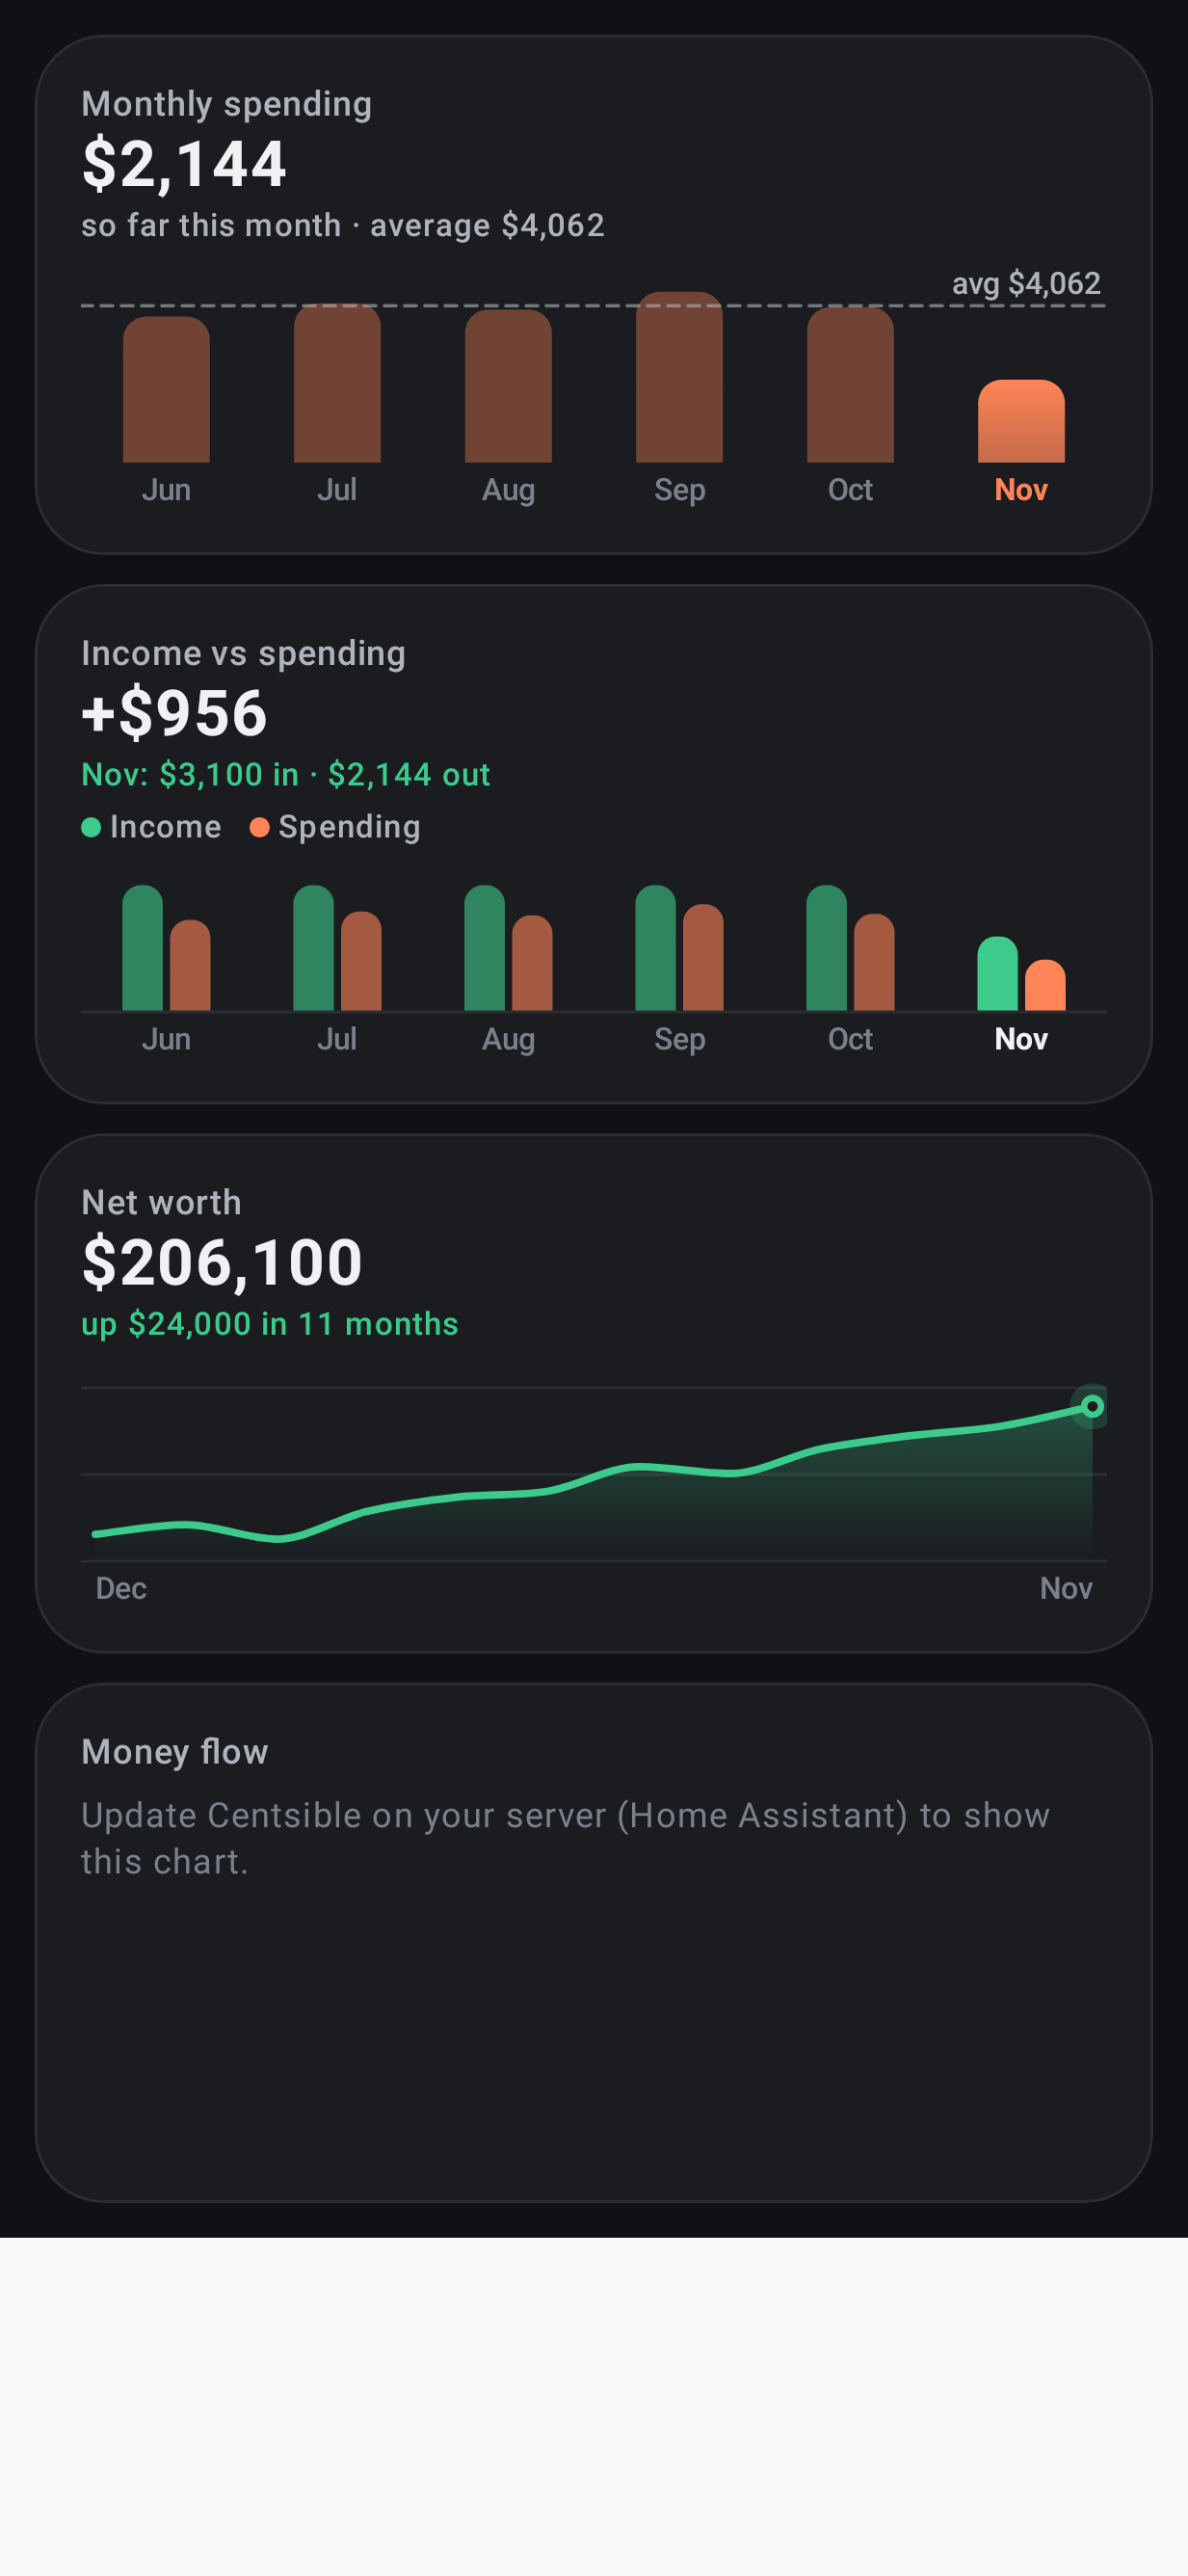 Monthly spending
$2,144
so far this month · average $4,062
avg $4,062
Jun Jul Aug Sep Oct Nov
Income vs spending
+$956
Nov: $3,100 in · $2,144 out
Income Spending
Jun Jul Aug Sep Oct Nov
Net worth
$206,100
up $24,000 in 11 months
Dec Nov
Money flow
Update Centsible on your server (Home Assistant) to show
this chart.